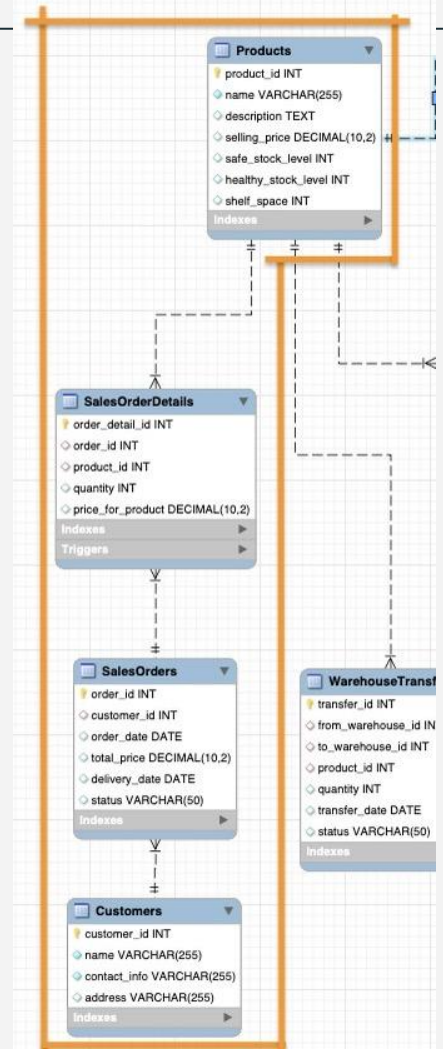 Products
product_id INT
name VARCHAR(255)
description TEXT
selling_price DECIMAL(10,2)
safe_stock_level INT
healthy_stock_level INT
shelf_space INT
Indexes
SalesOrderDetails
order_detail_id INT
order_id INT
product_id INT
quantity INT
price_for_product DECIMAL(10,2)
Indexes
Triggers
SalesOrders
order_id INT
customer_id INT
order_date DATE
total_price DECIMAL(10,2)
delivery_date DATE
status VARCHAR(50)
Indexes
WarehouseTransf
transfer_id INT
from_warehouse_id IN
to_warehouse_id INT
product_id INT
quantity INT
transfer_date DATE
status VARCHAR(50)
Indexes
Customers
customer_id INT
name VARCHAR(255)
contact_info VARCHAR(255)
address VARCHAR(255)
Indexes